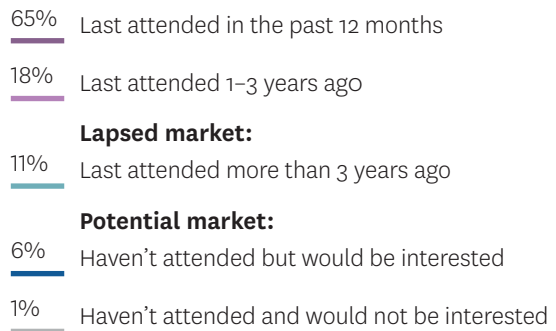 65% Last attended in the past 12 months
18% Last attended 1–3 years ago
Lapsed market:
11% Last attended more than 3 years ago
Potential market:
6% Haven’t attended but would be interested
1% Haven’t attended and would not be interested